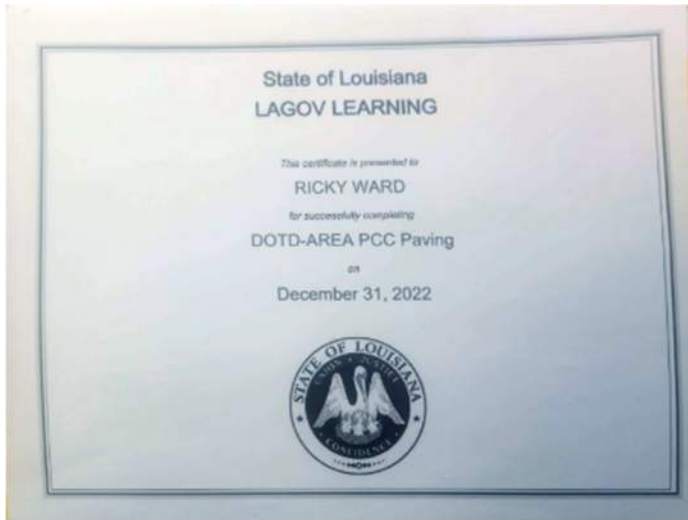 State of Louisiana
LAGOV LEARNING
This certificate is presented to
RICKY WARD
for successfully completing
DOTD-AREA PCC Paving
on
December 31, 2022
STATE OF LOUISIANA
UNION • JUSTICE
CONFIDENCE